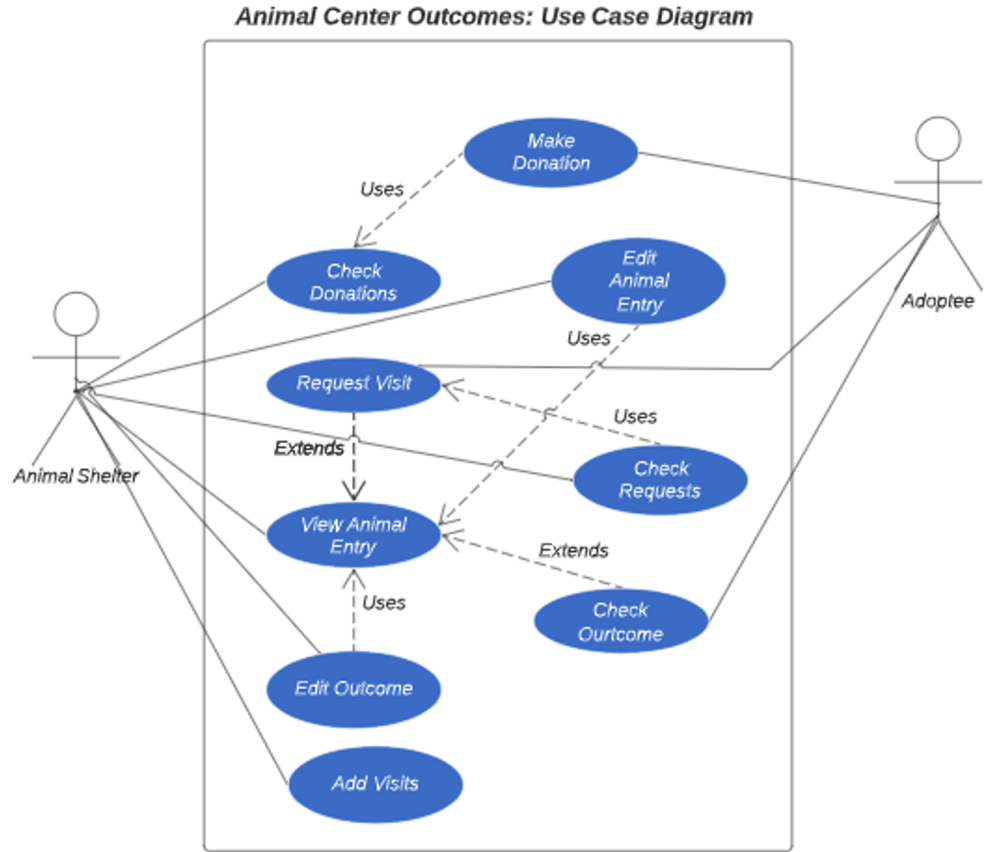 Animal Center Outcomes: Use Case Diagram
Make
Donation
Uses
Check
Donations
Edit
Animal
Entry
Adoptee
Uses
Request Visit
Uses
Extends
Check
Requests
Animal Shelter
View Animal
Entry
Extends
Uses
Check
Ourtcome
Edit Outcome
Add Visits